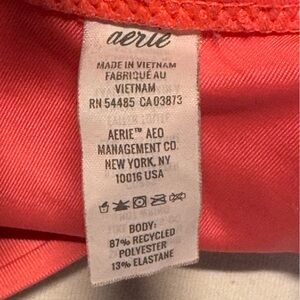 aerie
MADE IN VIETNAM
FABRIQUÉ AU
VIETNAM
RN 54485 CA 03873
AERIE™ AEO
MANAGEMENT CO.
NEW YORK, NY
10016 USA
BODY:
87% RECYCLED
POLYESTER
13% ELASTANE